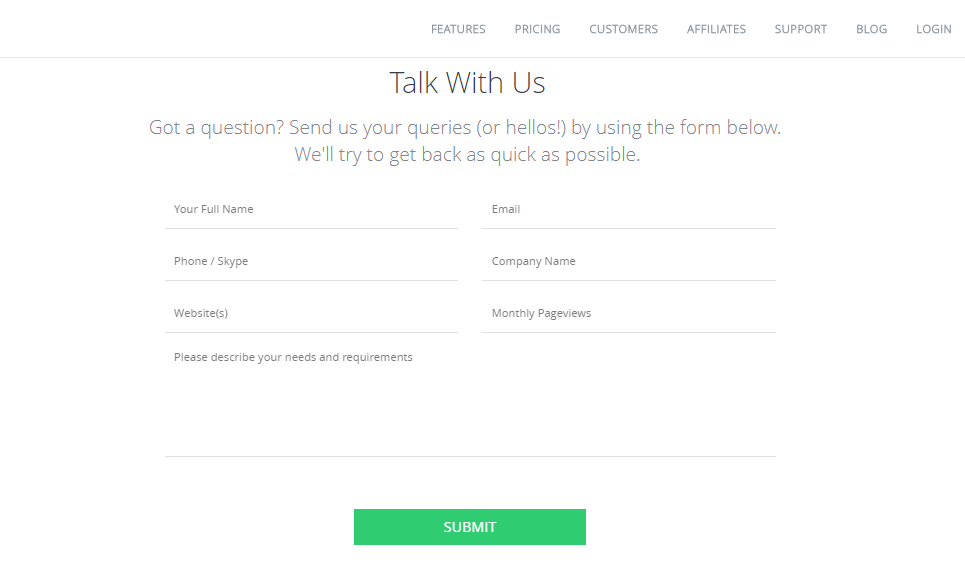 FEATURES PRICING CUSTOMERS AFFILIATES SUPPORT BLOG LOGIN
Talk With Us
Got a question? Send us your queries (or hellos!) by using the form below.
We'll try to get back as quick as possible.
Your Full Name Email
Phone / Skype Company Name
Website(s) Monthly Pageviews
Please describe your needs and requirements
SUBMIT